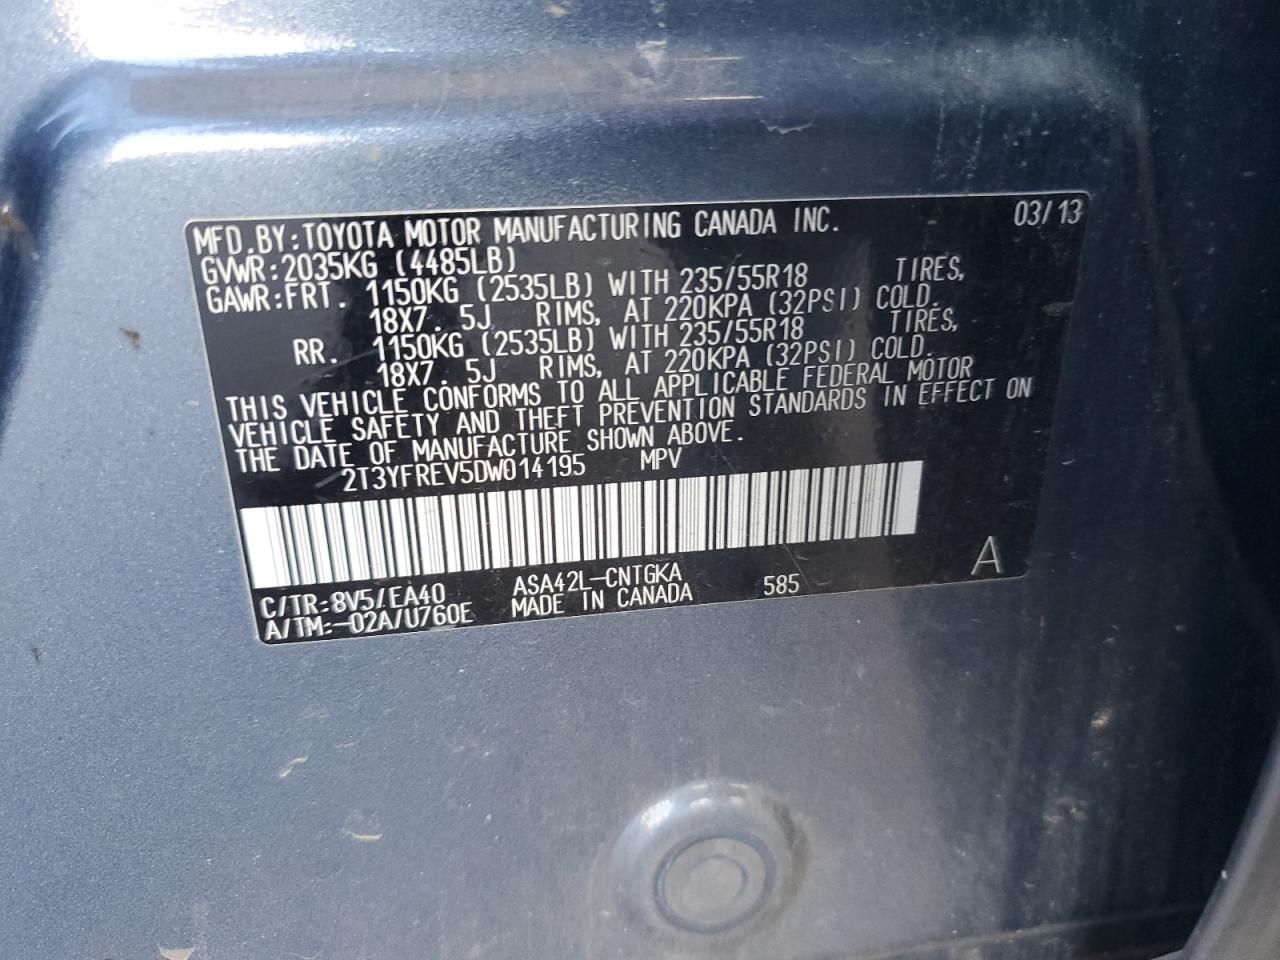 MFD.BY:TOYOTA MOTOR MANUFACTURING CANADA INC. 03/13
GVWR:2035KG (4485LB)
GAWR:FRT. 1150KG (2535LB) WITH 235/55R18 TIRES,
18X7.5J RIMS, AT 220KPA (32PSI) COLD.
RR. 1150KG (2535LB) WITH 235/55R18 TIRES,
18X7.5J RIMS, AT 220KPA (32PSI) COLD.
THIS VEHICLE CONFORMS TO ALL APPLICABLE FEDERAL MOTOR
VEHICLE SAFETY AND THEFT PREVENTION STANDARDS IN EFFECT ON
THE DATE OF MANUFACTURE SHOWN ABOVE.
2T3YFREV5DW014195 MPV
A
C/TR:8V5/EA40 ASA42L-CNTGKA 585
A/TM:-02A/U760E MADE IN CANADA